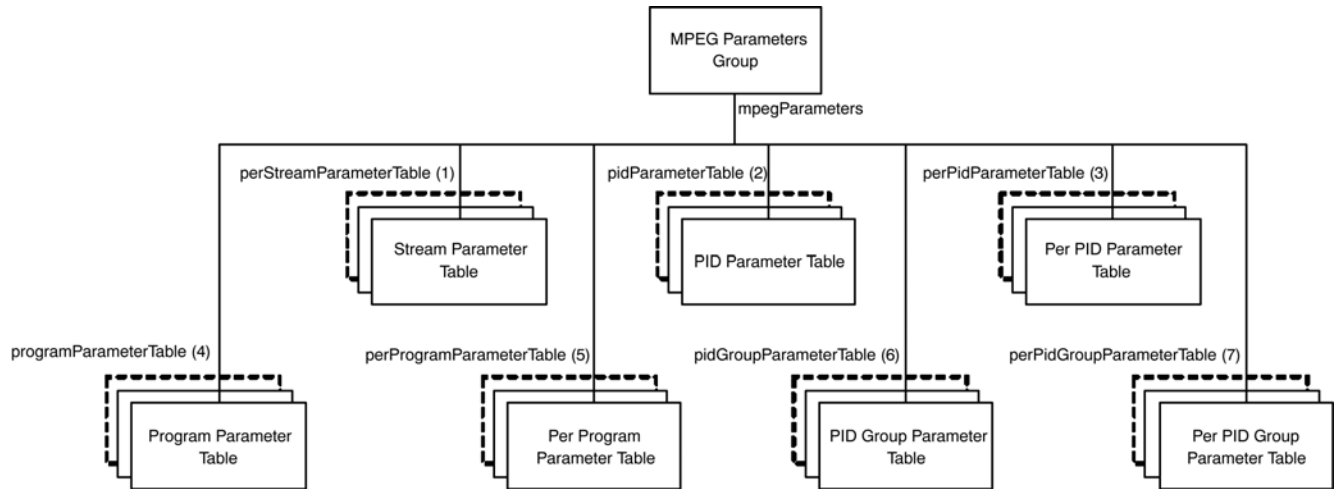 MPEG Parameters
Group
mpegParameters
perStreamParameterTable (1)
pidParameterTable (2)
perPidParameterTable (3)
Stream Parameter
Table
PID Parameter Table
Per PID Parameter
Table
programParameterTable (4)
perProgramParameterTable (5)
pidGroupParameterTable (6)
perPidGroupParameterTable (7)
Program Parameter
Table
Per Program
Parameter Table
PID Group Parameter
Table
Per PID Group
Parameter Table